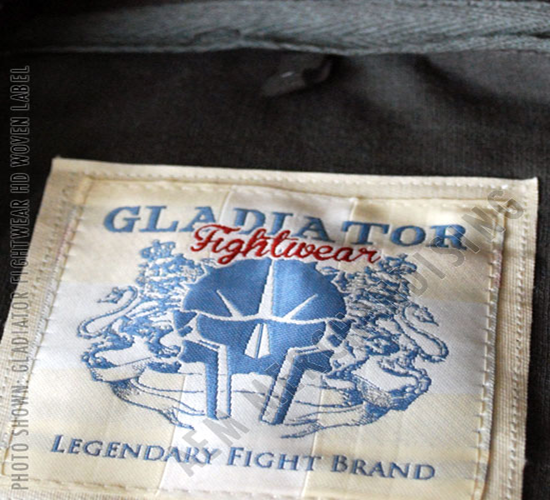 PHOTO SHOWN: GLADIATOR FIGHTWEAR HD WOVEN LABEL
GLADIATOR
Fightwear
LEGENDARY FIGHT BRAND